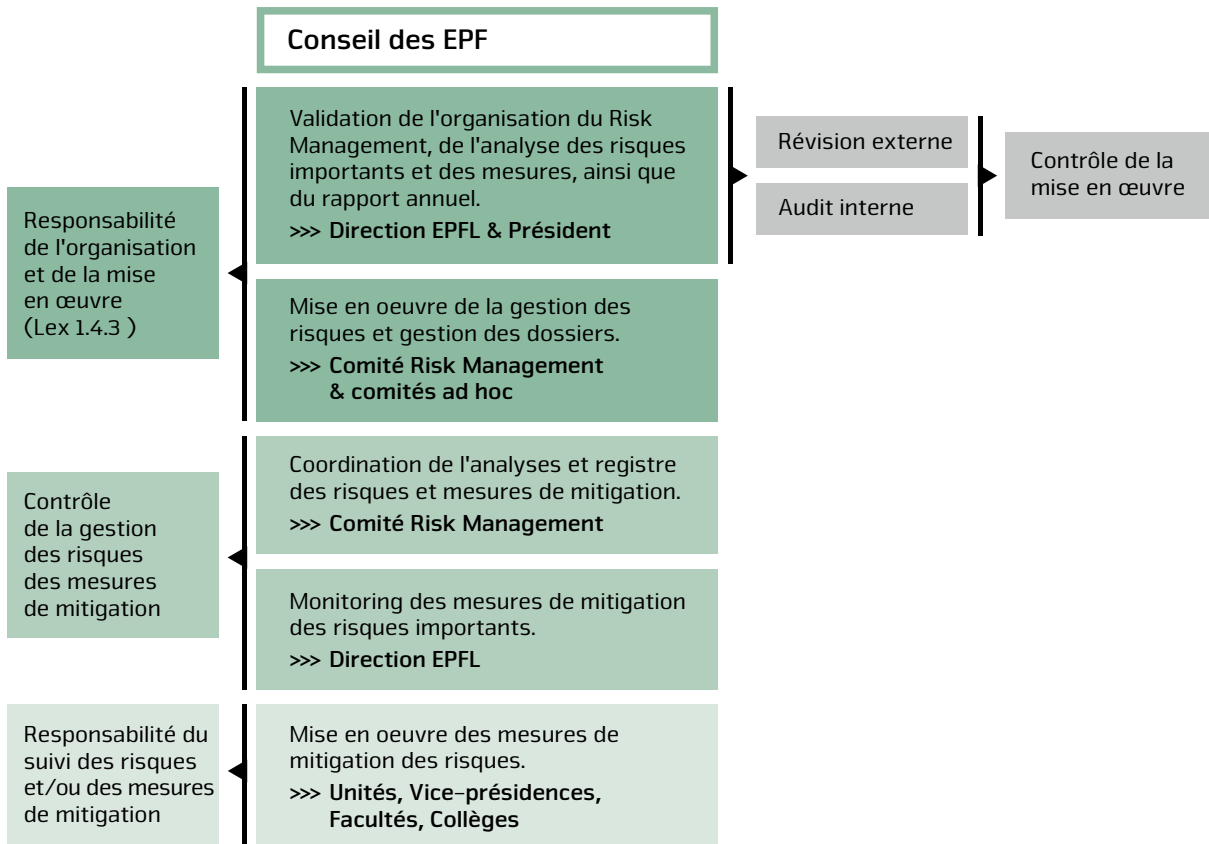 Conseil des EPF
Responsabilité
de l'organisation
et de la mise
en œuvre
(Lex 1.4.3 )
Validation de l'organisation du Risk
Management, de l'analyse des risques
importants et des mesures, ainsi que
du rapport annuel.
>>> Direction EPFL & Président
Révision externe
Audit interne
Contrôle de la
mise en œuvre
Mise en oeuvre de la gestion des
risques et gestion des dossiers.
>>> Comité Risk Management
& comités ad hoc
Contrôle
de la gestion
des risques
des mesures
de mitigation
Coordination de l'analyses et registre
des risques et mesures de mitigation.
>>> Comité Risk Management
Monitoring des mesures de mitigation
des risques importants.
>>> Direction EPFL
Responsabilité du
suivi des risques
et/ou des mesures
de mitigation
Mise en oeuvre des mesures de
mitigation des risques.
>>> Unités, Vice-présidences,
Facultés, Collèges